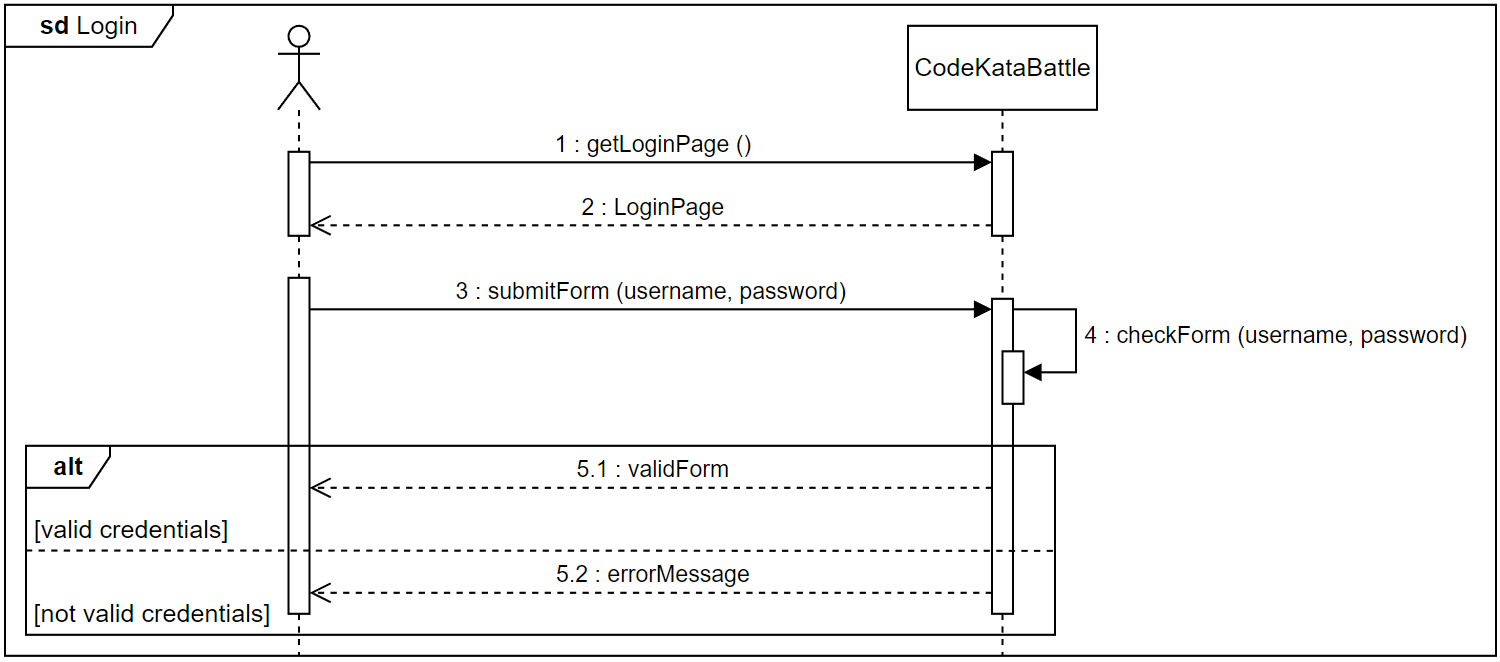 sd Login
CodeKataBattle
1 : getLoginPage ()
2 : LoginPage
3 : submitForm (username, password)
4 : checkForm (username, password)
alt
5.1 : validForm
[valid credentials]
5.2 : errorMessage
[not valid credentials]